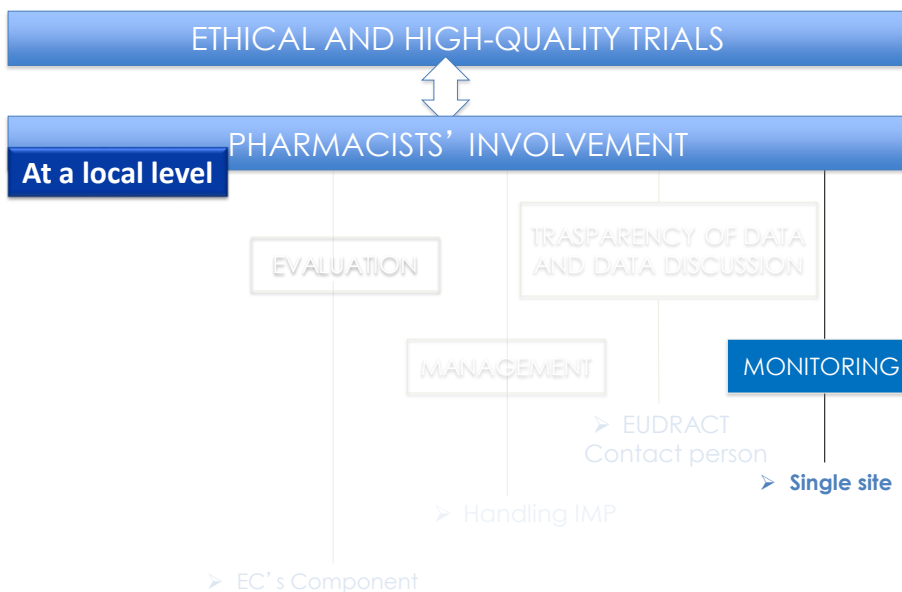 ETHICAL AND HIGH-QUALITY TRIALS
PHARMACISTS’ INVOLVEMENT
At a local level
TRASPARENCY OF DATA
AND DATA DISCUSSION
EVALUATION
MANAGEMENT
MONITORING
➢ EUDRACT
Contact person
➢ Single site
➢ Handling IMP
➢ EC’s Component